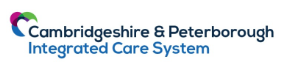 Cambridgeshire & Peterborough
Integrated Care System